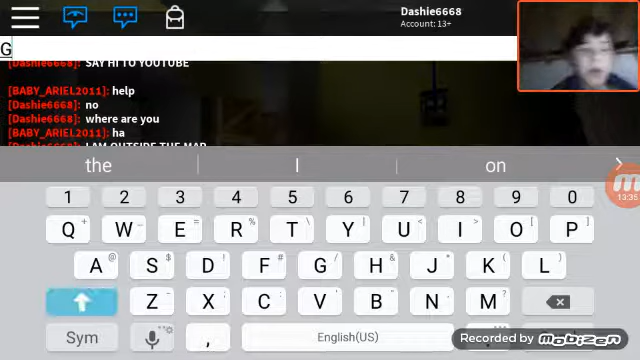 Dashie6668
Account: 13+
G
[Dashie6668]: SAY HI TO YOUTUBE
[BABY_ARIEL2011]: help
[Dashie6668]: no
[Dashie6668]: where are you
[BABY_ARIEL2011]: ha
[Dashie6668]: I AM OUTSIDE THE MAP
the I on
13:35
1 2 3 4 5 6 7 8 9 0
Q + W E = R % T Y U < I > O [ P ]
A @ S $ D ! F # G / H & J * K ( L )
Z X C V B N M ?
Sym , English(US)
Recorded by MOBIZEN